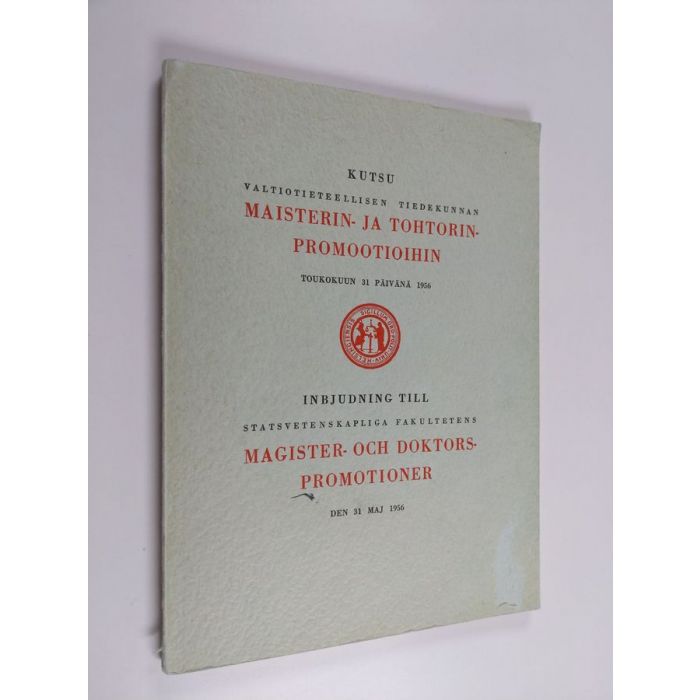 KUTSU
VALTIOTIETEELLISEN TIEDEKUNNAN
MAISTERIN- JA TOHTORIN-
PROMOOTIOIHIN
TOUKOKUUN 31 PÄIVÄNÄ 1956
INBJUDNING TILL
STATSVETENSKAPLIGA FAKULTETENS
MAGISTER- OCH DOKTORS-
PROMOTIONER
DEN 31 MAJ 1956